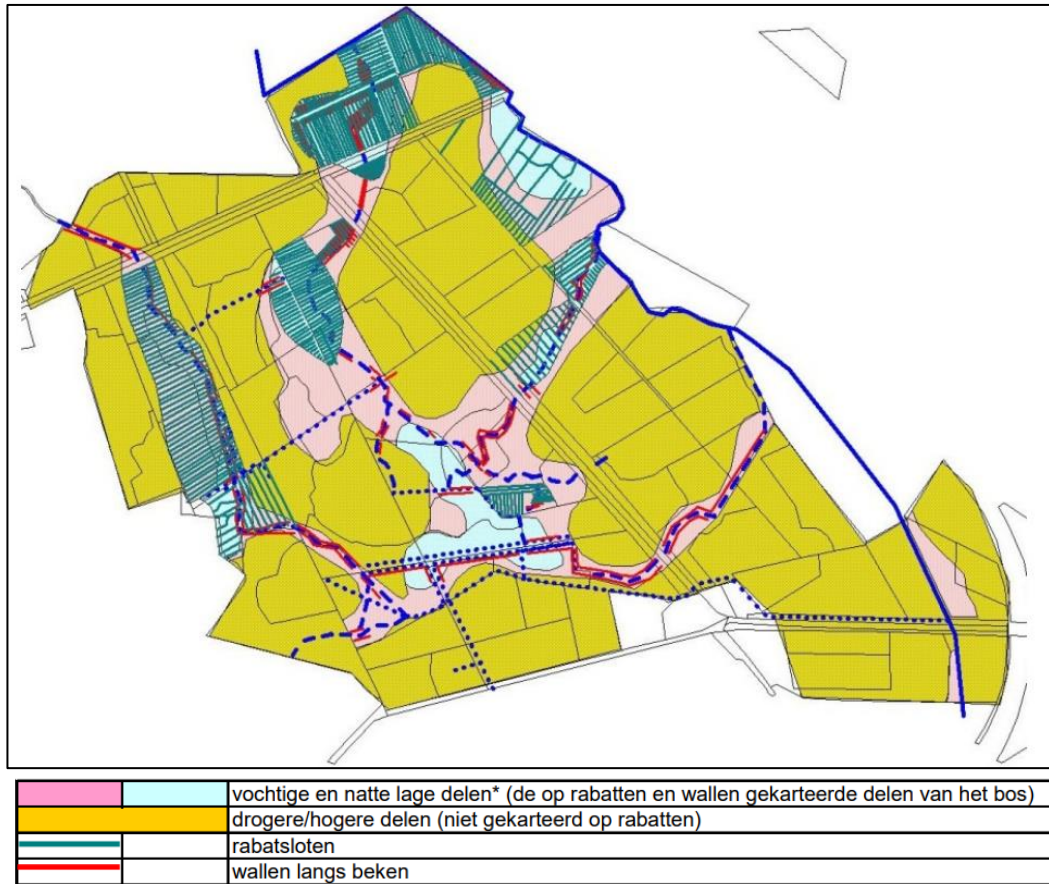 vochtige en natte lage delen* (de op rabatten en wallen gekarteerde delen van het bos)
drogere/hogere delen (niet gekarteerd op rabatten)
rabatsloten
wallen langs beken